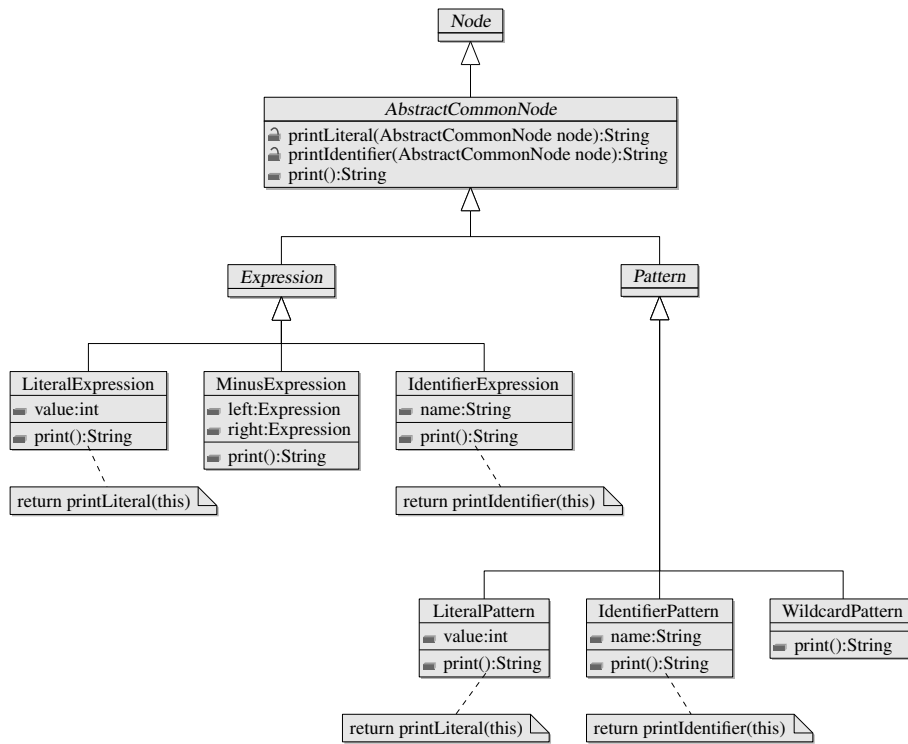 Node
AbstractCommonNode
printLiteral(AbstractCommonNode node):String
printIdentifier(AbstractCommonNode node):String
print():String
Expression
Pattern
LiteralExpression
value:int
print():String
return printLiteral(this)
MinusExpression
left:Expression
right:Expression
print():String
IdentifierExpression
name:String
print():String
return printIdentifier(this)
LiteralPattern
value:int
print():String
return printLiteral(this)
IdentifierPattern
name:String
print():String
return printIdentifier(this)
WildcardPattern
print():String